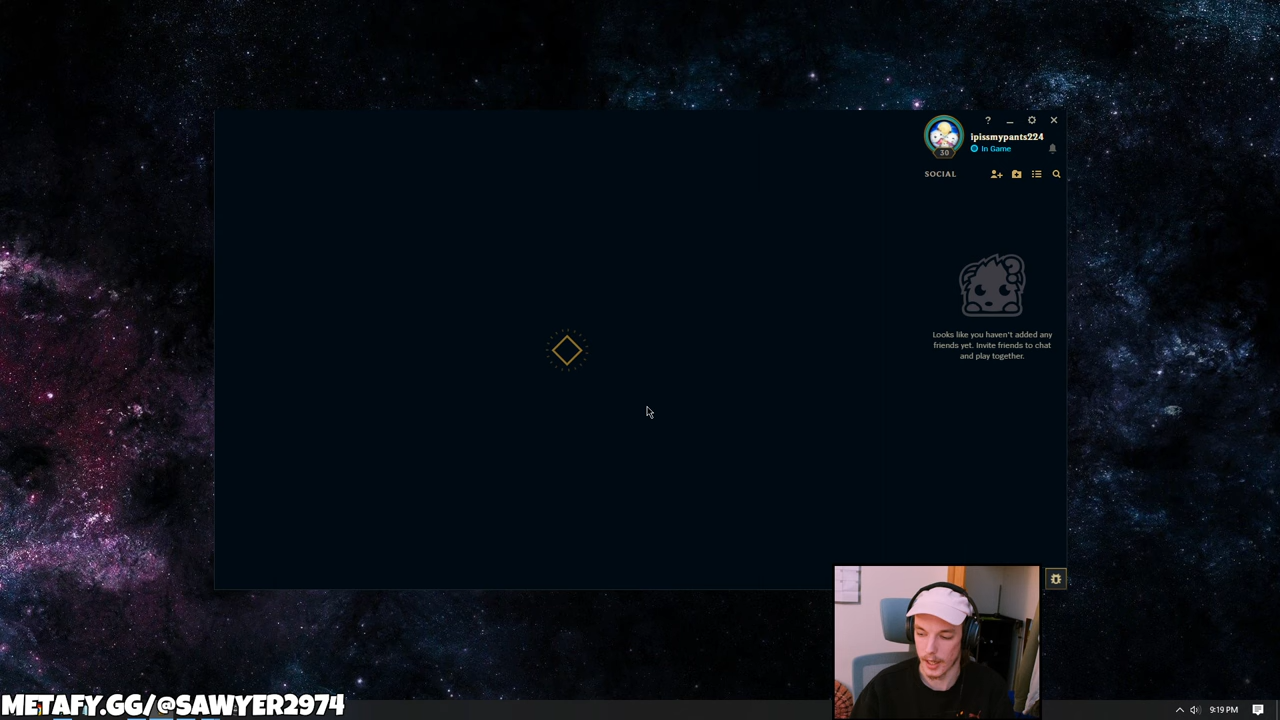 ipissmypants224
In Game
30
SOCIAL
Looks like you haven't added any
friends yet. Invite friends to chat
and play together.
METAFY.GG/@SAWYER2974
9:19 PM